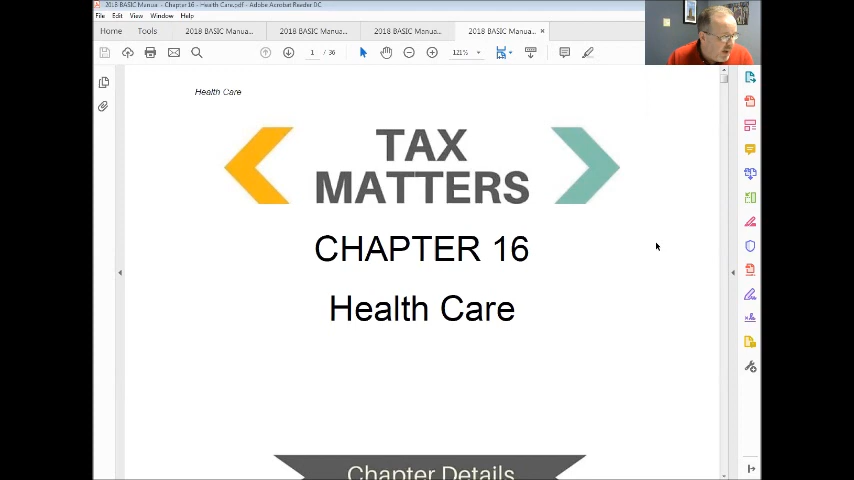 2018 BASIC Manual - Chapter 16 - Health Care.pdf - Adobe Acrobat Reader DC
File Edit View Window Help
Home Tools 2018 BASIC Manua... 2018 BASIC Manua... 2018 BASIC Manua... 2018 BASIC Manua... ×
1 / 36 121%
Health Care
TAX
MATTERS
CHAPTER 16
Health Care
Chapter Details